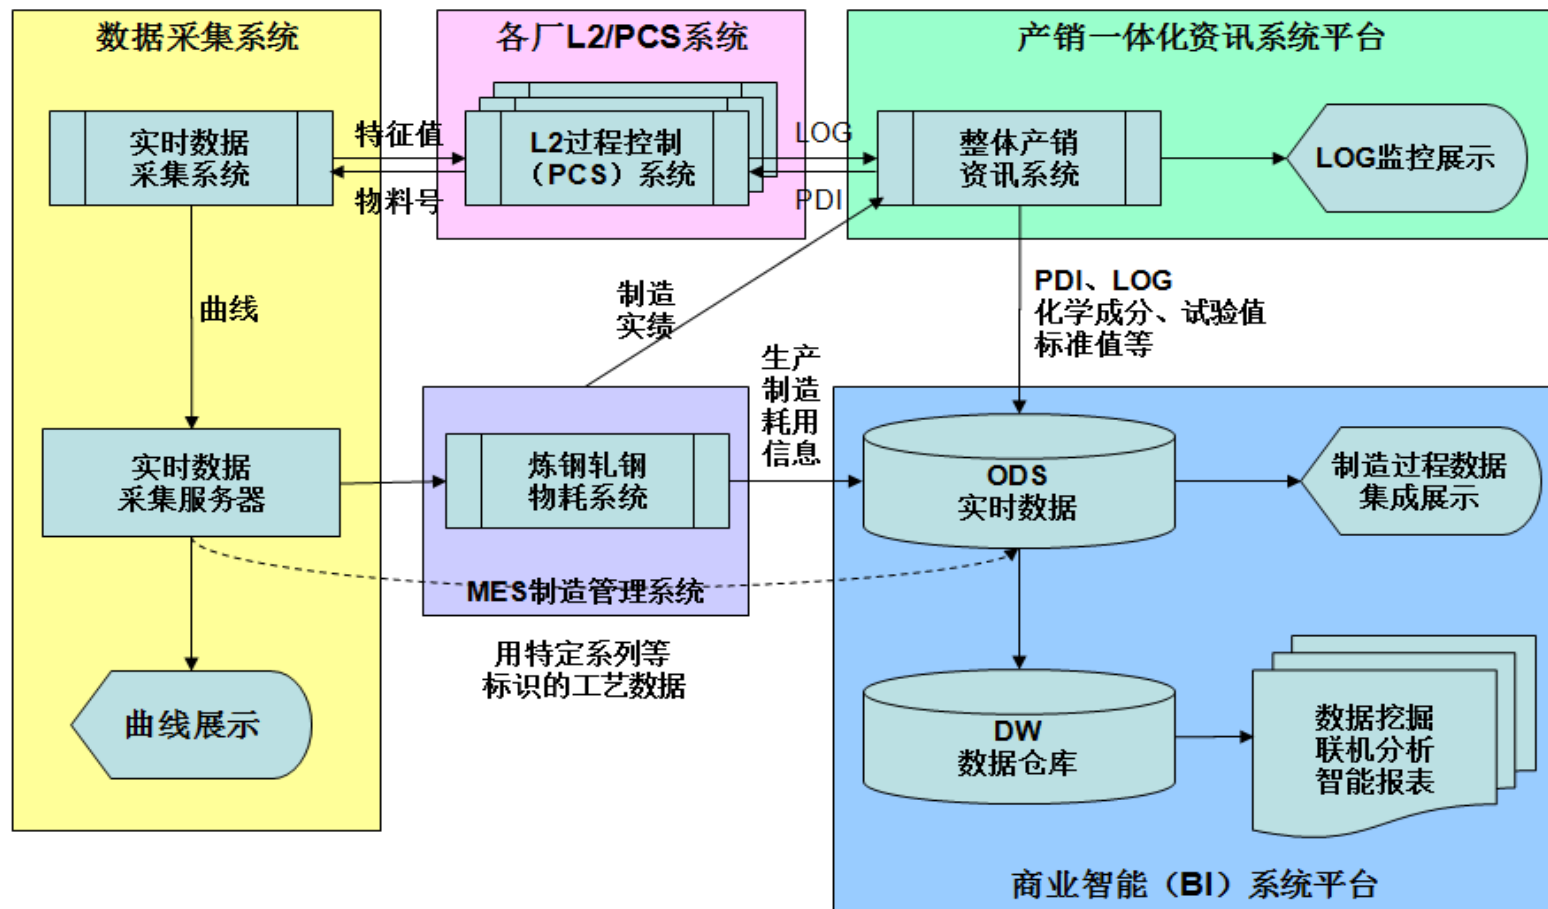 数据采集系统
各厂L2/PCS系统
产销一体化资讯系统平台
实时数据
采集系统
特征值
物料号
L2过程控制
（PCS）系统
LOG
PDI
整体产销
资讯系统
LOG监控展示
曲线
制造
实绩
PDI、LOG
化学成分、试验值
标准值等
生产
制造
耗用
信息
实时数据
采集服务器
炼钢轧钢
物耗系统
MES制造管理系统
ODS
实时数据
制造过程数据
集成展示
用特定系列等
标识的工艺数据
曲线展示
DW
数据仓库
数据挖掘
联机分析
智能报表
商业智能（BI）系统平台